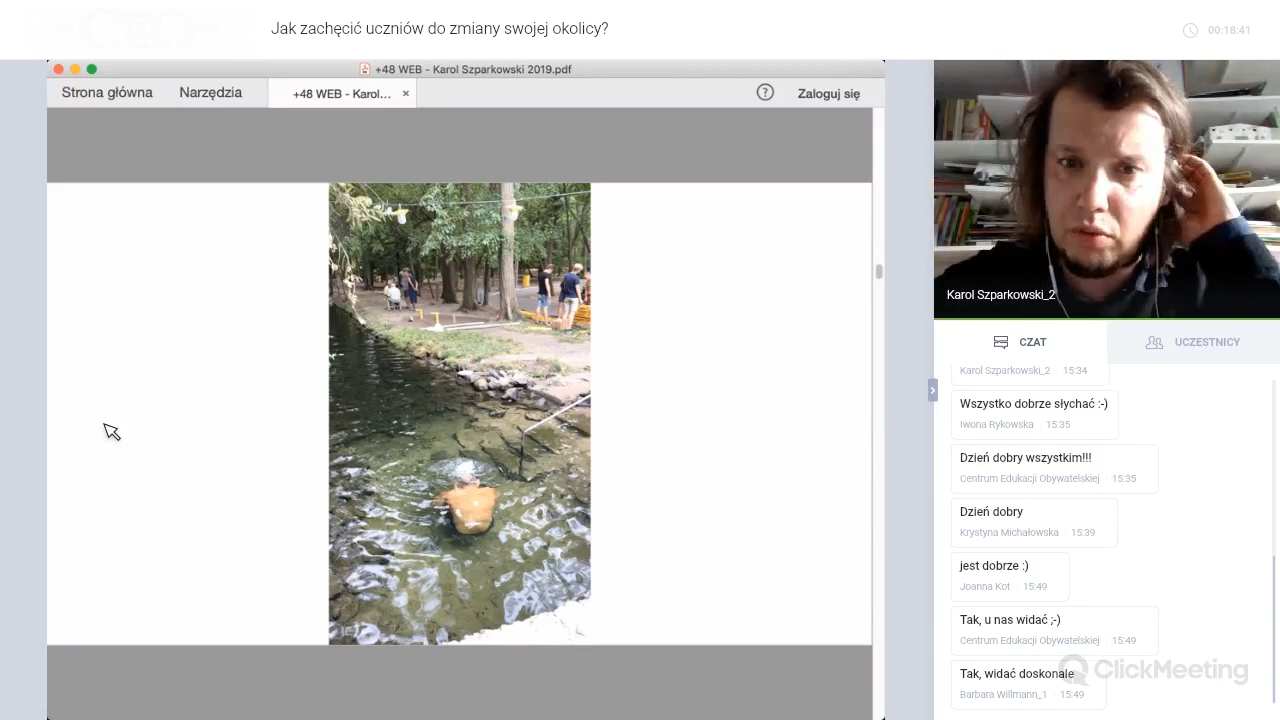 Jak zachęcić uczniów do zmiany swojej okolicy?
00:18:41
+48 WEB - Karol Szparkowski 2019.pdf
Strona główna
Narzędzia
+48 WEB - Karol... ×
?
Zaloguj się
Karol Szparkowski_2
CZAT
UCZESTNICY
Karol Szparkowski_2 15:34
Wszystko dobrze słychać :-)
Iwona Rykowska 15:35
Dzień dobry wszystkim!!!
Centrum Edukacji Obywatelskiej 15:35
Dzień dobry
Krystyna Michałowska 15:39
jest dobrze :)
Joanna Kot 15:49
Tak, u nas widać ;-)
Centrum Edukacji Obywatelskiej 15:49
Tak, widać doskonale
Barbara Willmann_1 15:49
ClickMeeting